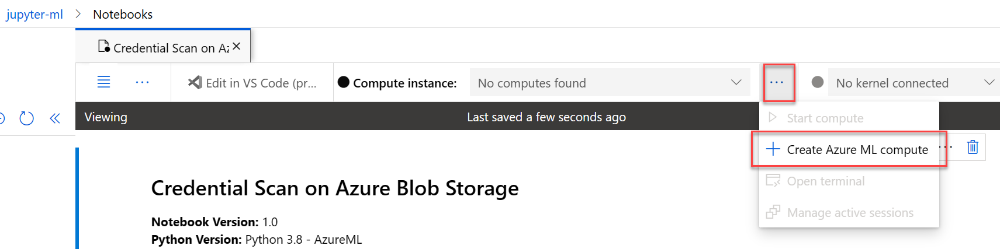 jupyter-ml > Notebooks
Credential Scan on Az
Edit in VS Code (pr... Compute instance: No computes found ... No kernel connected
Viewing Last saved a few seconds ago
Start compute
Create Azure ML compute
Open terminal
Manage active sessions
Credential Scan on Azure Blob Storage
Notebook Version: 1.0
Python Version: Python 3.8 - AzureML